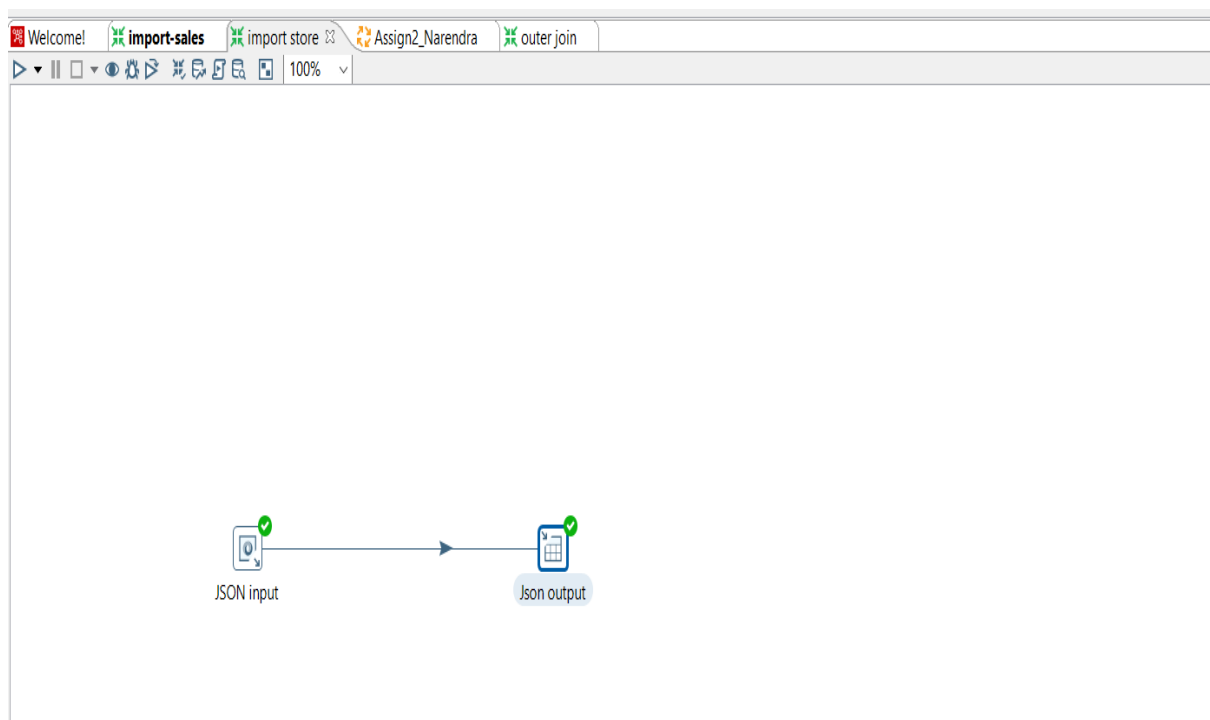 Welcome! import-sales import store Assign2_Narendra outer join
100%
JSON input Json output